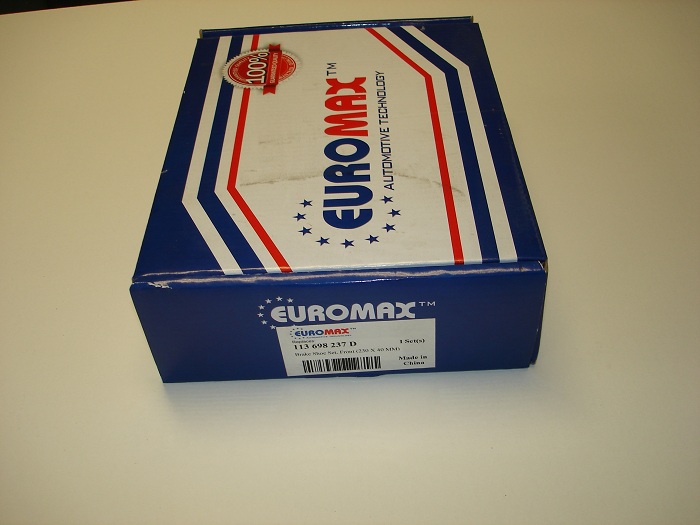 100%
EUROMAX™
AUTOMOTIVE TECHNOLOGY
EUROMAX™
EUROMAX™
113 698 237 D 1 Set(s)
Brake Shoe Set, Front (230 X 40 MM)
Made in
China